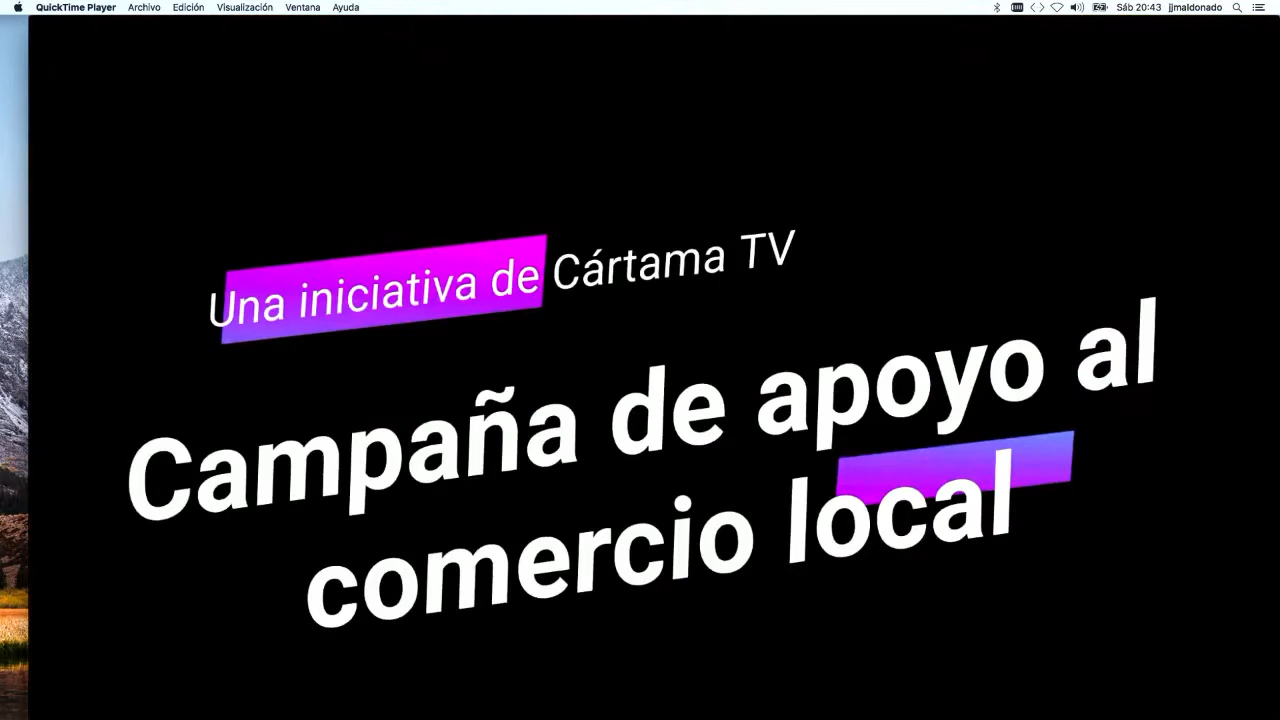 QuickTime Player Archivo Edición Visualización Ventana Ayuda Sáb 20:43 jjmaldonado
Una iniciativa de Cártama TV
Campaña de apoyo al
comercio local